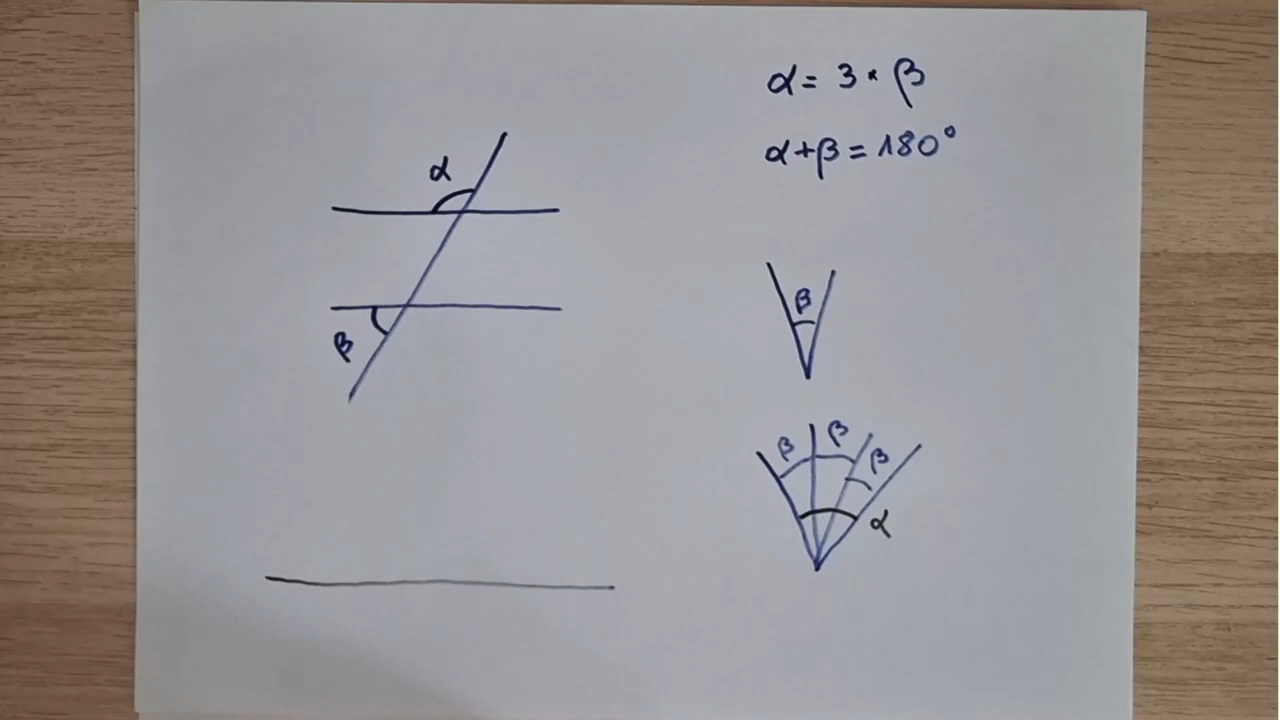 α = 3 · β
α + β = 180°
α
β
β
β
β
β
α